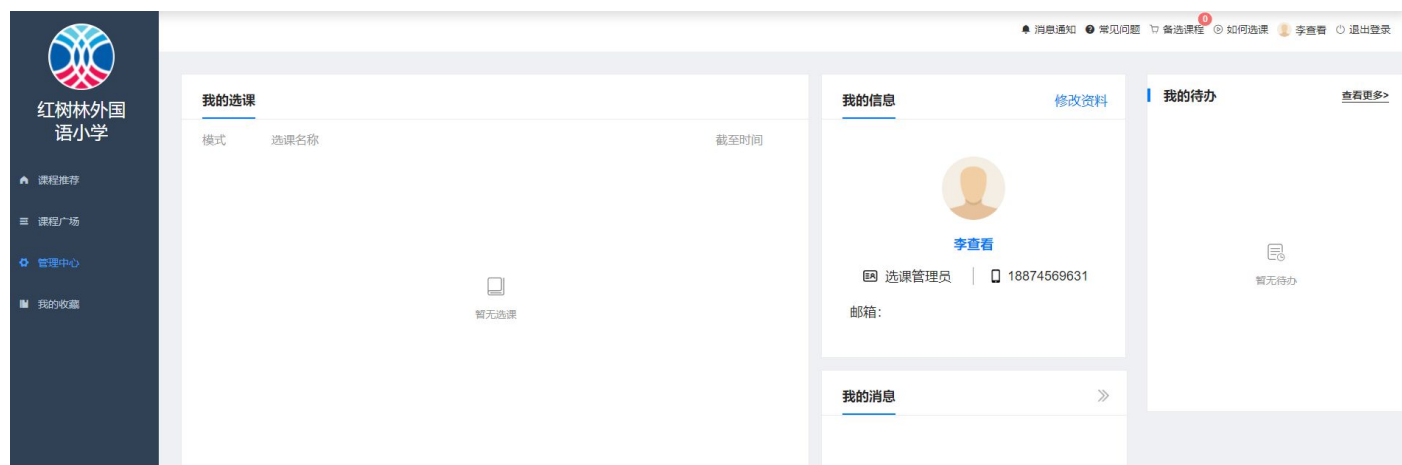 消息通知 常见问题 备选课程 0 如何选课 李查看 退出登录
红树林外国
语小学
课程推荐
课程广场
管理中心
我的收藏
我的选课
模式 选课名称 截至时间
暂无选课
我的信息 修改资料
李查看
选课管理员 18874569631
邮箱：
我的消息
我的待办 查看更多>
暂无待办